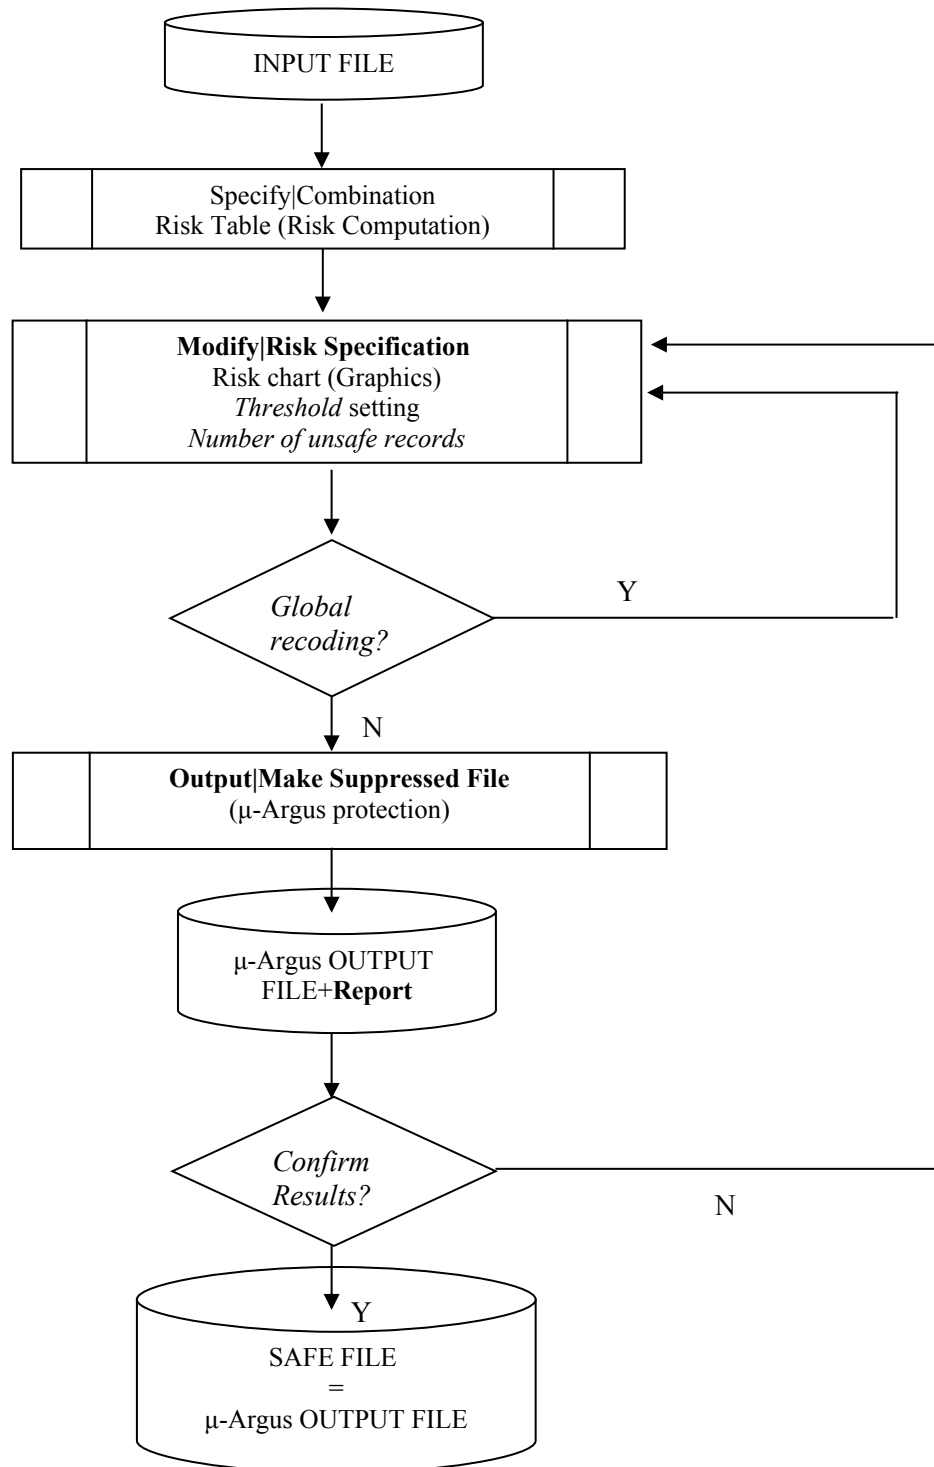 INPUT FILE
Specify|Combination
Risk Table (Risk Computation)
Modify|Risk Specification
Risk chart (Graphics)
Threshold setting
Number of unsafe records
Y
Global
recoding?
N
Output|Make Suppressed File
(μ-Argus protection)
μ-Argus OUTPUT
FILE+Report
Confirm
Results?
N
Y
SAFE FILE
=
μ-Argus OUTPUT FILE